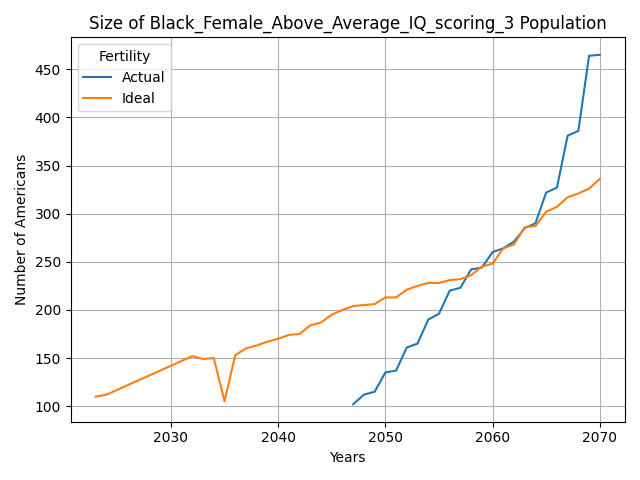 Size of Black_Female_Above_Average_IQ_scoring_3 Population
Fertility
Actual
Ideal
Number of Americans
450
400
350
300
250
200
150
100
2030 2040 2050 2060 2070
Years